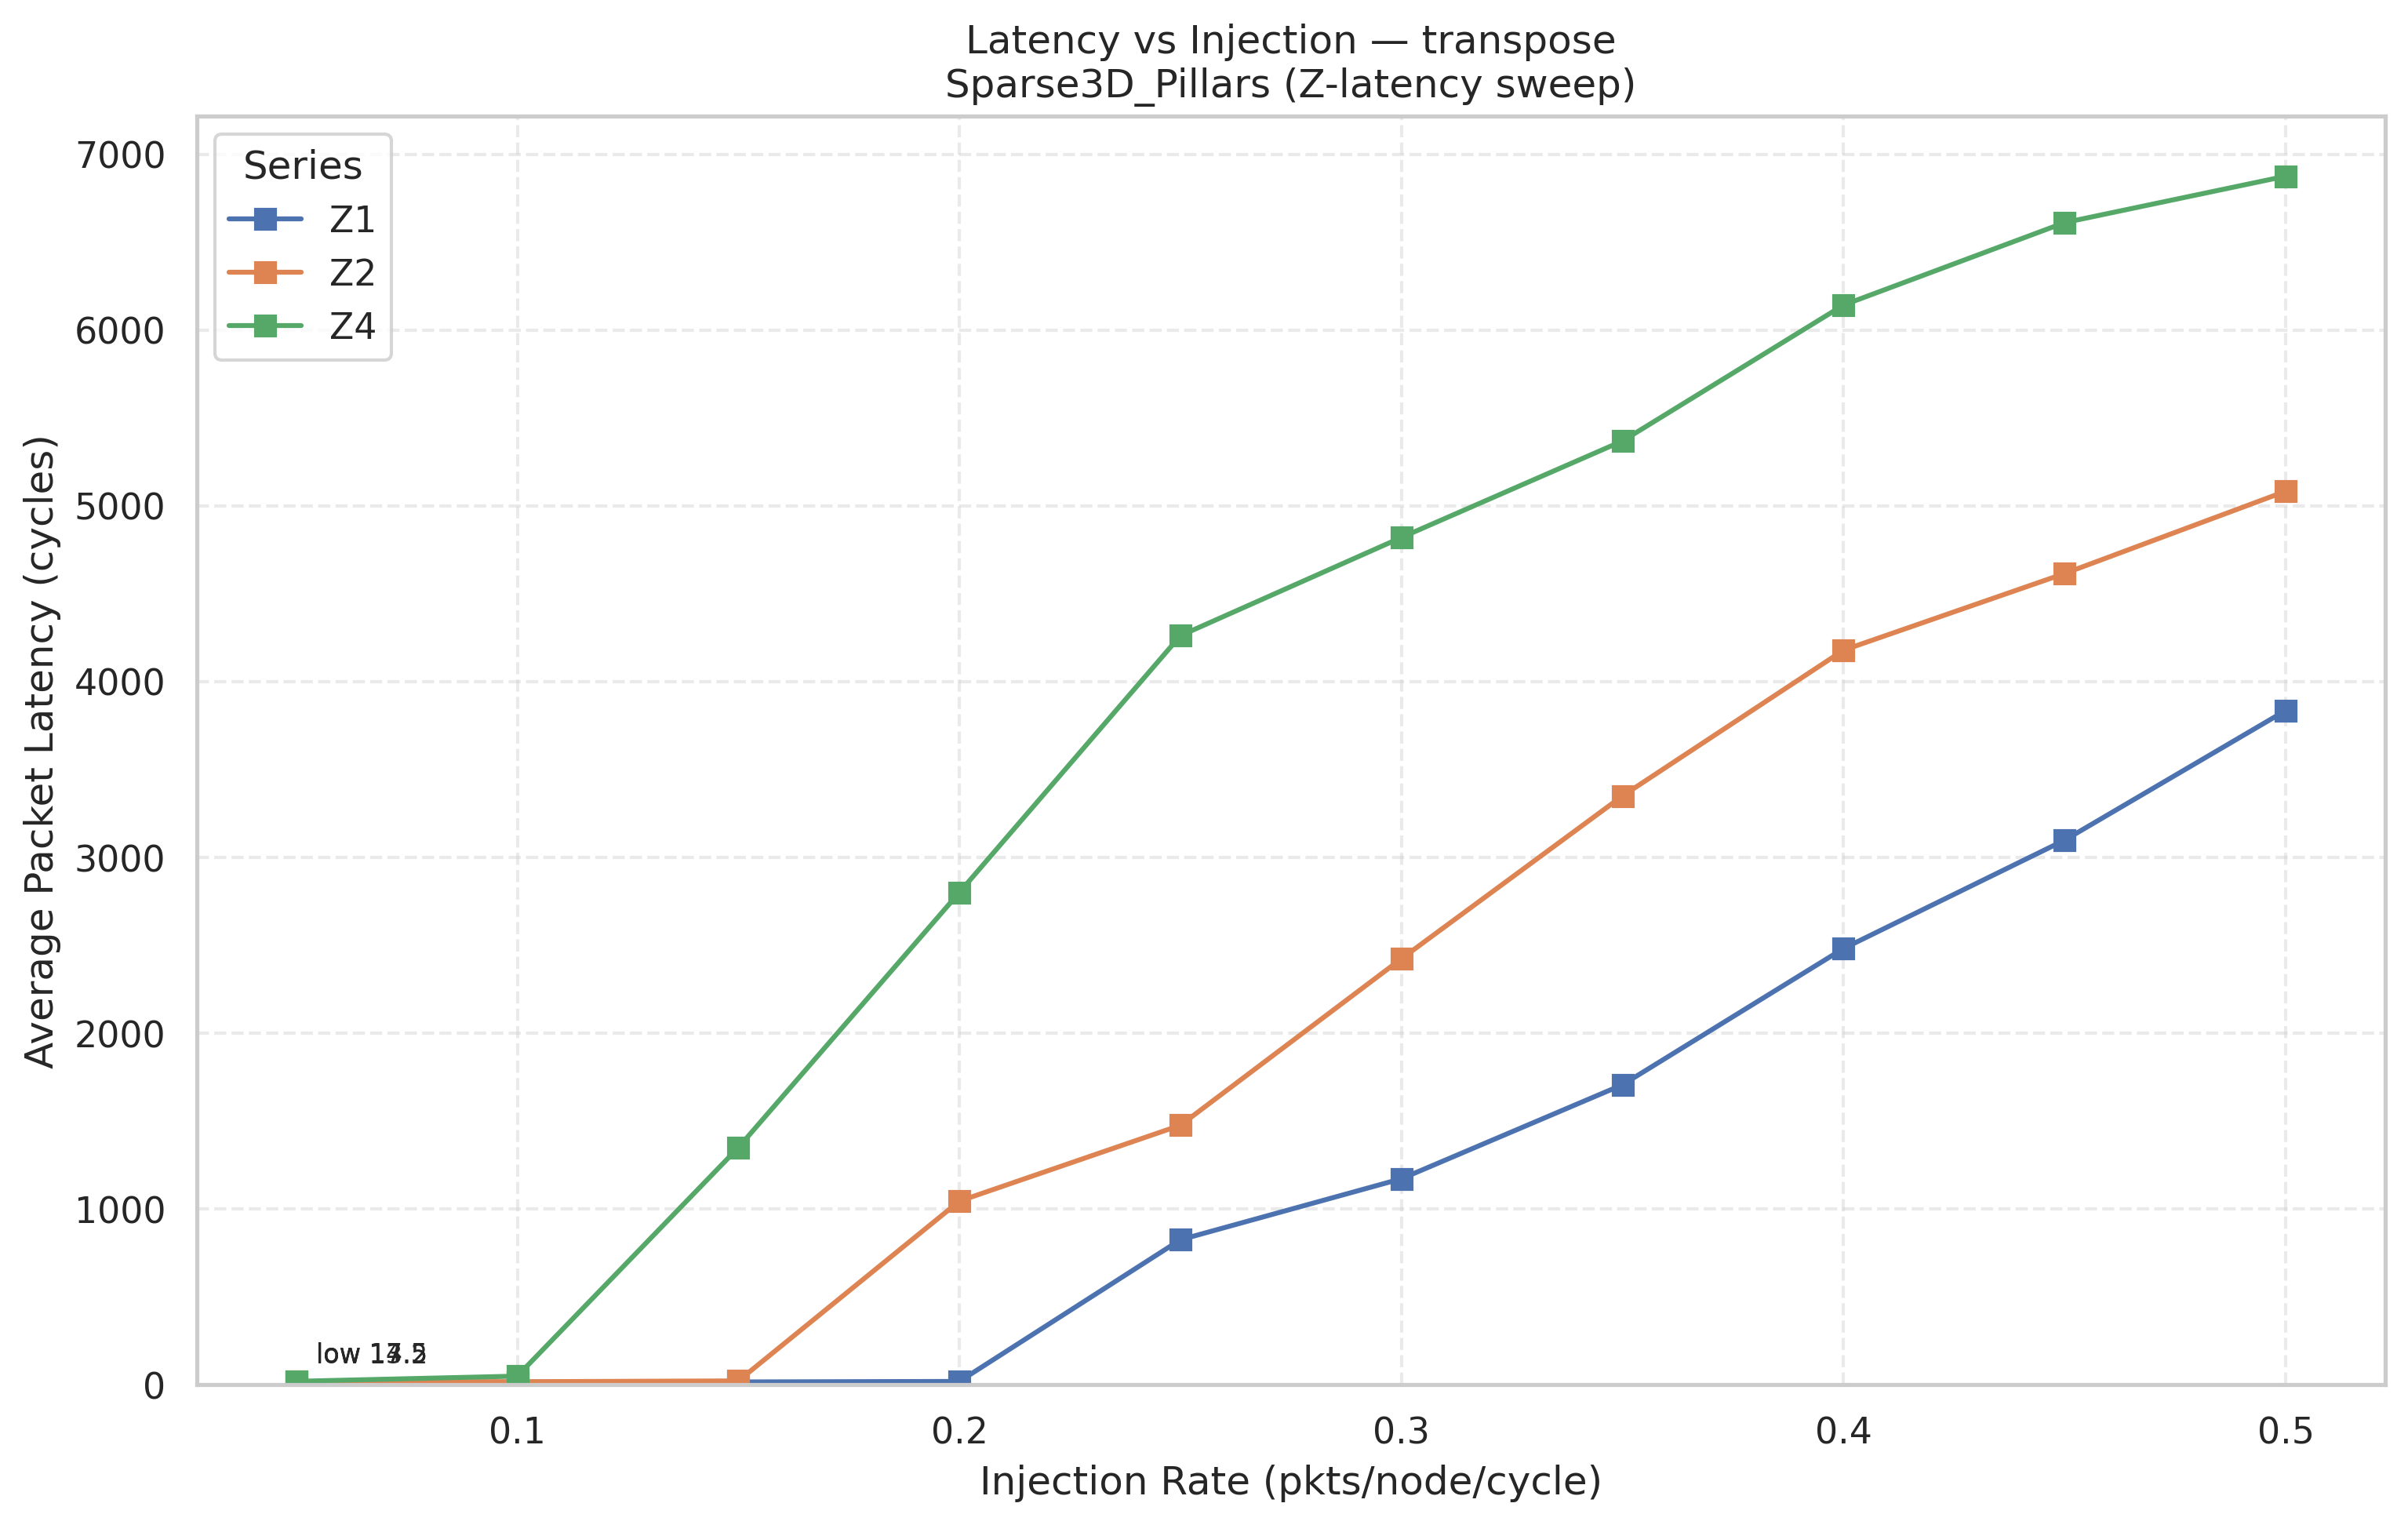 Latency vs Injection — transpose
Sparse3D_Pillars (Z-latency sweep)
Average Packet Latency (cycles)
7000
6000
5000
4000
3000
2000
1000
0
Series
Z1
Z2
Z4
low
0.1
0.2
0.3
0.4
0.5
Injection Rate (pkts/node/cycle)